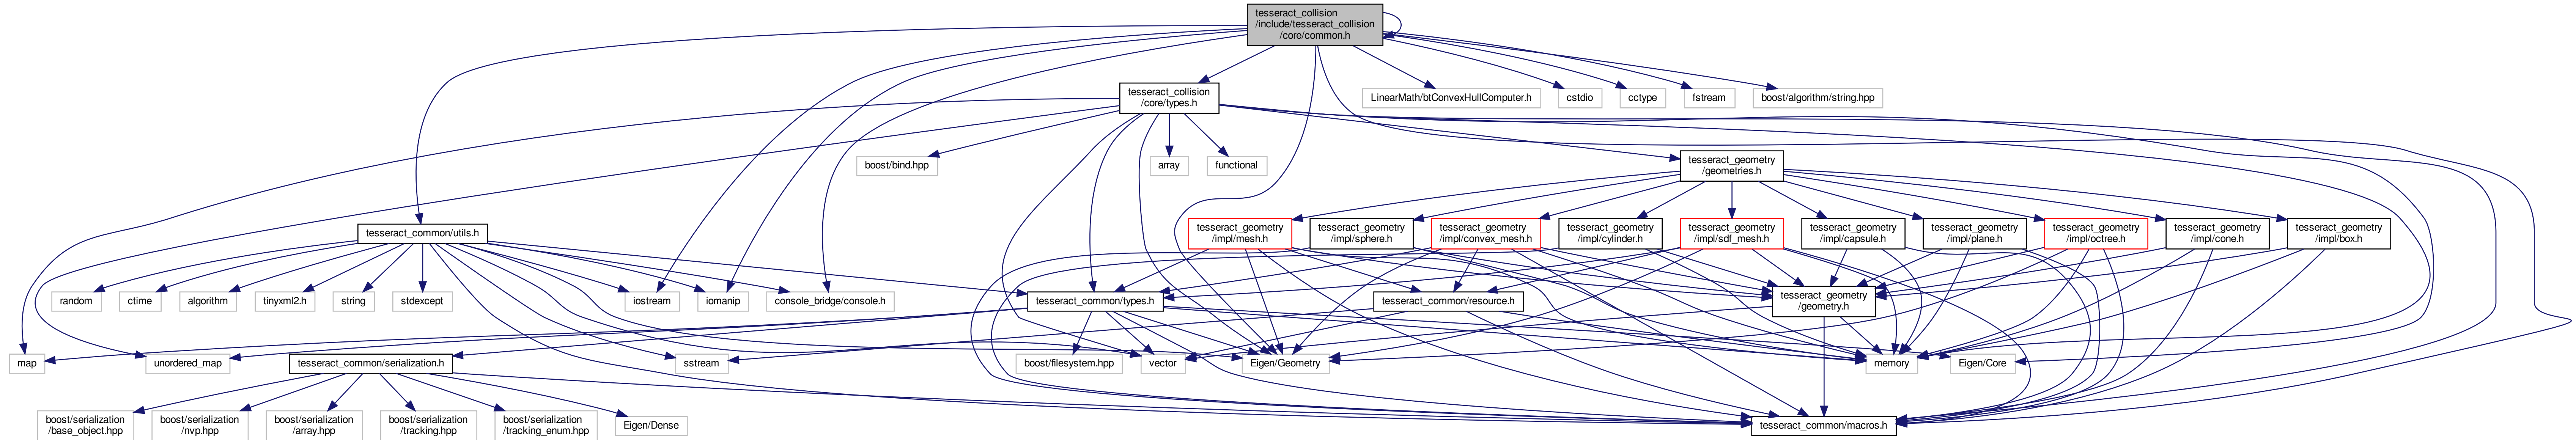 tesseract_collision
/include/tesseract_collision
/core/common.h
tesseract_collision
/core/types.h
LinearMath/btConvexHullComputer.h
cstdio
cctype
fstream
boost/algorithm/string.hpp
boost/bind.hpp
array
functional
tesseract_geometry
/geometries.h
tesseract_common/utils.h
tesseract_geometry
/impl/mesh.h
tesseract_geometry
/impl/sphere.h
tesseract_geometry
/impl/convex_mesh.h
tesseract_geometry
/impl/cylinder.h
tesseract_geometry
/impl/sdf_mesh.h
tesseract_geometry
/impl/capsule.h
tesseract_geometry
/impl/plane.h
tesseract_geometry
/impl/octree.h
tesseract_geometry
/impl/cone.h
tesseract_geometry
/impl/box.h
random
ctime
algorithm
tinyxml2.h
string
stdexcept
iostream
iomanip
console_bridge/console.h
tesseract_common/types.h
tesseract_common/resource.h
tesseract_geometry
/geometry.h
map
unordered_map
tesseract_common/serialization.h
sstream
boost/filesystem.hpp
vector
Eigen/Geometry
memory
Eigen/Core
boost/serialization
/base_object.hpp
boost/serialization
/nvp.hpp
boost/serialization
/array.hpp
boost/serialization
/tracking.hpp
boost/serialization
/tracking_enum.hpp
Eigen/Dense
tesseract_common/macros.h